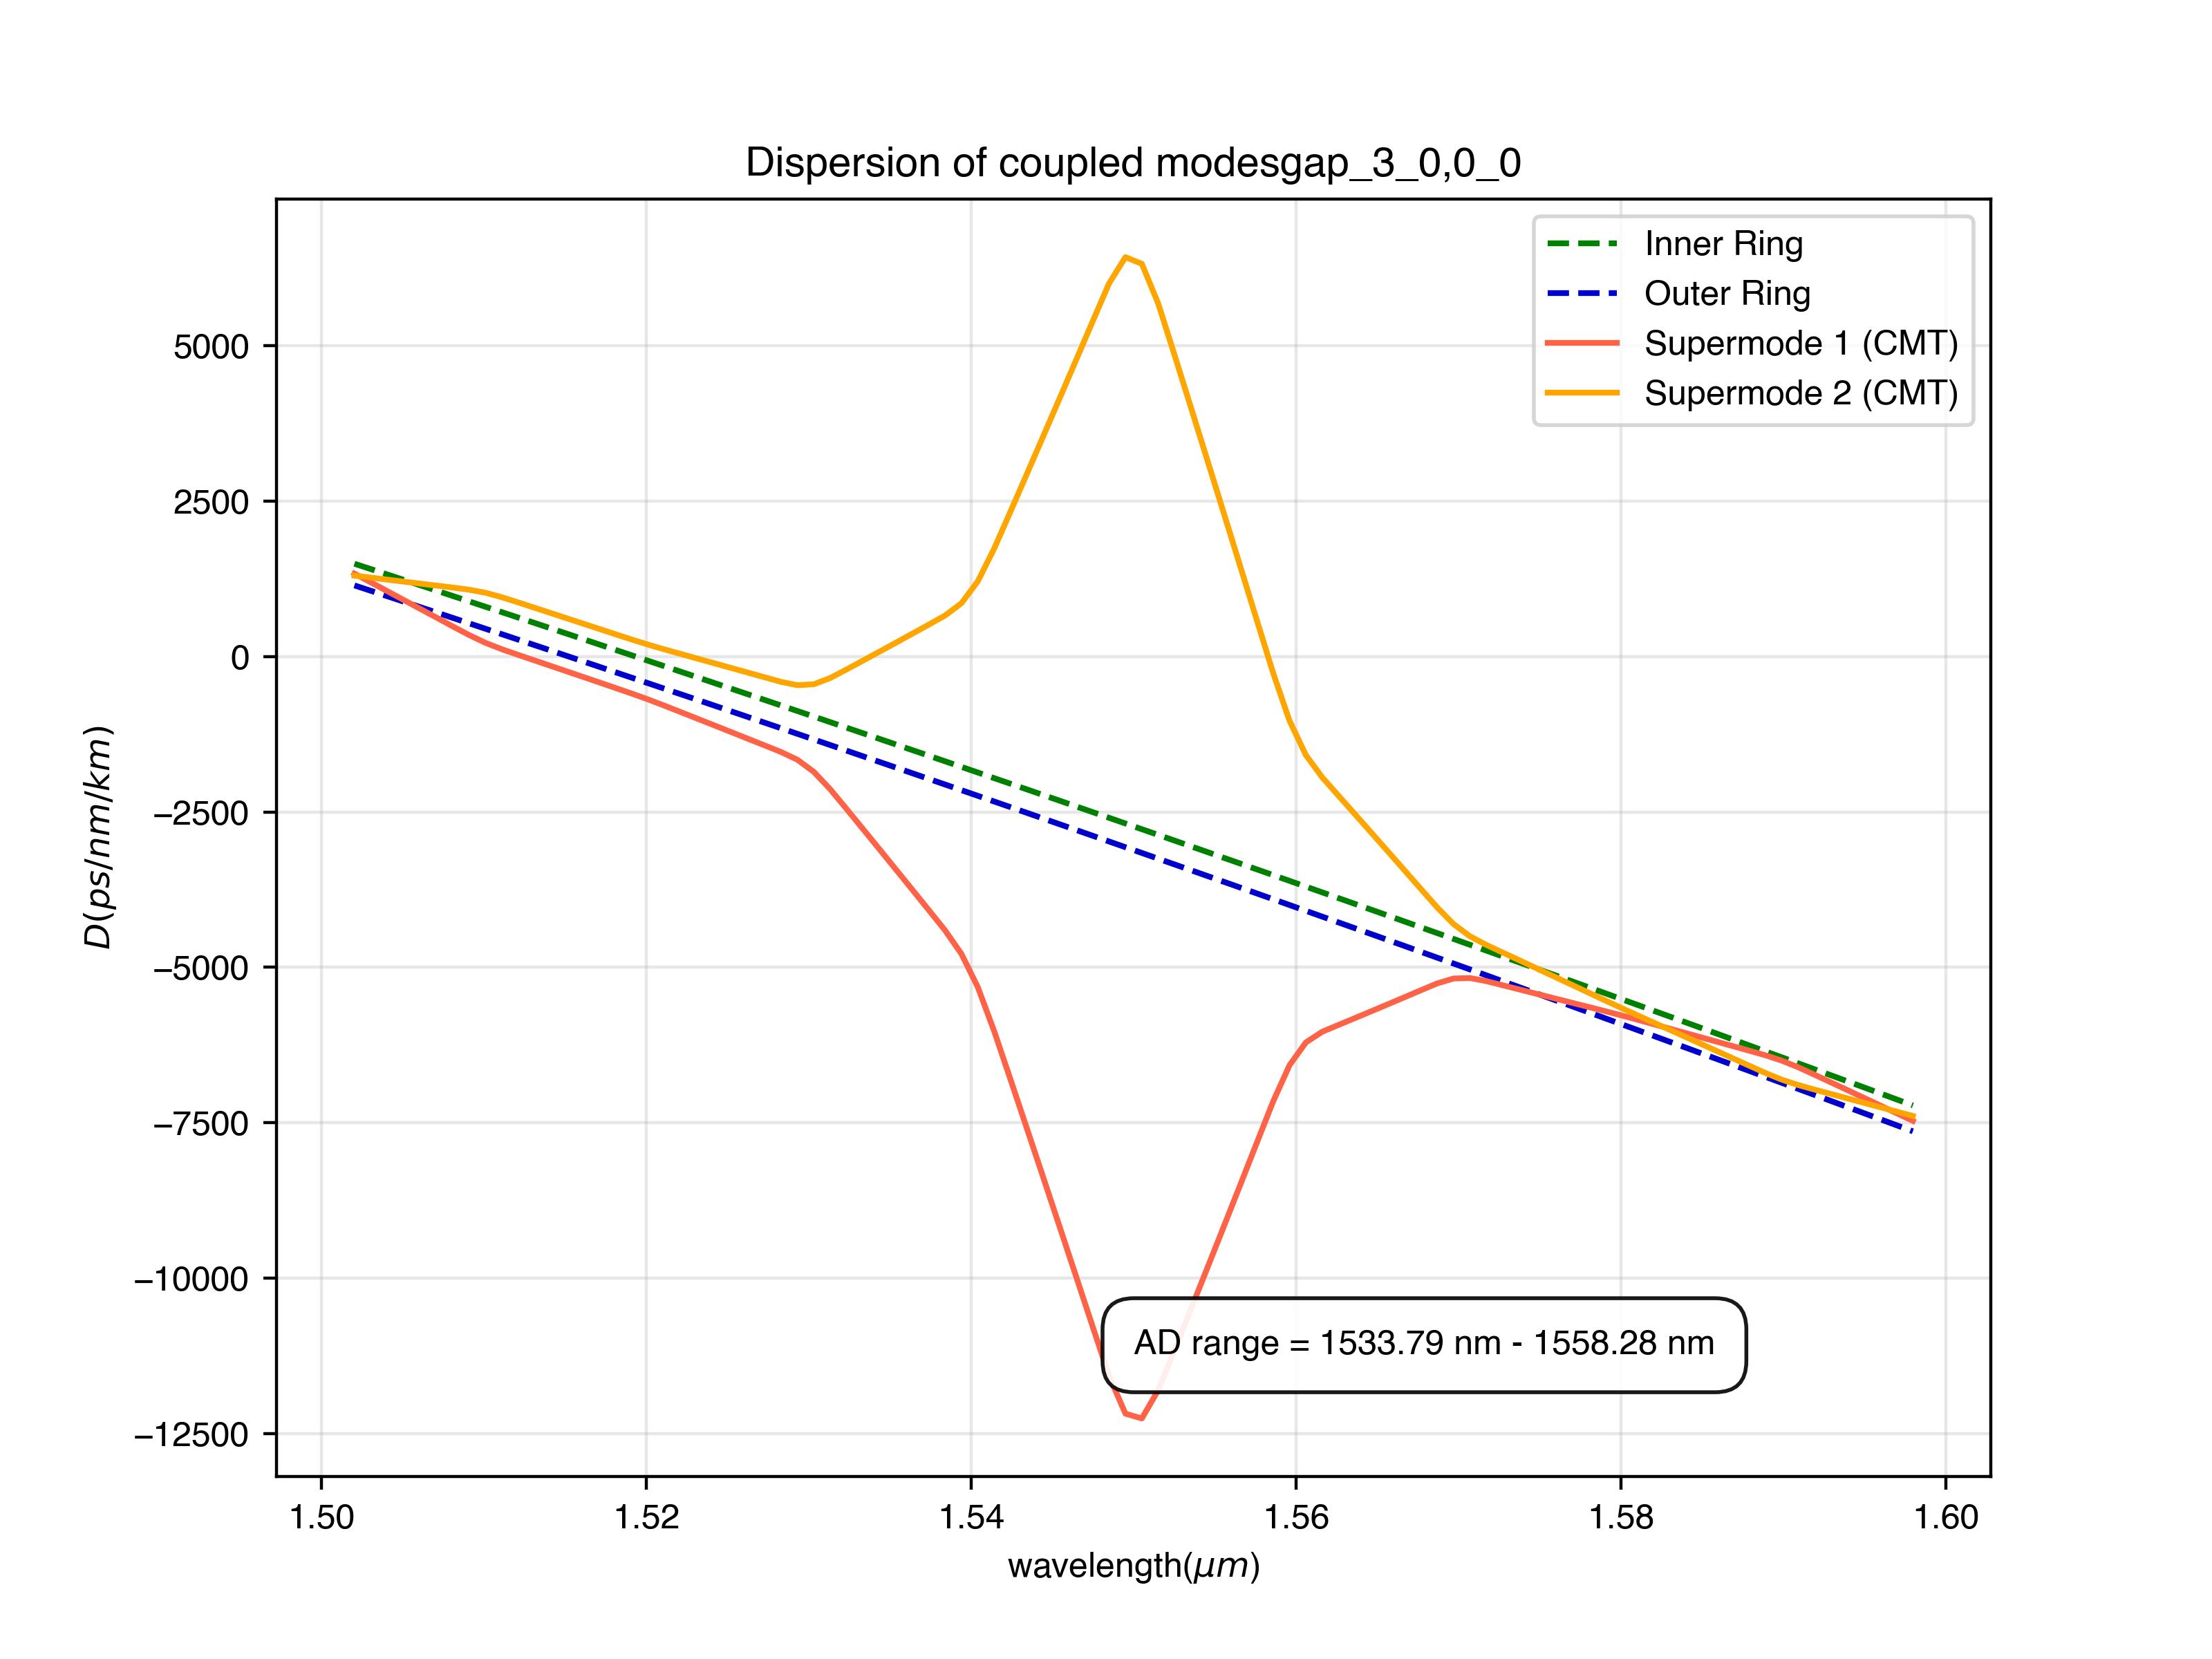 Dispersion of coupled modesgap_3_0,0_0
Inner Ring
Outer Ring
Supermode 1 (CMT)
Supermode 2 (CMT)
5000
2500
0
−2500
−5000
−7500
−10000
−12500
D(ps/nm/km)
AD range = 1533.79 nm - 1558.28 nm
1.50 1.52 1.54 1.56 1.58 1.60
wavelength(μm)